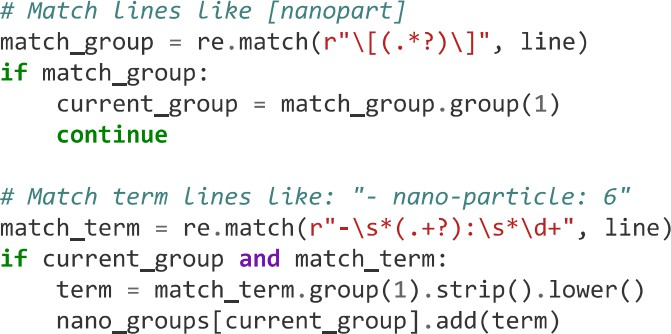 # Match lines like [nanopart]
match_group = re.match(r"\[(.*?)\]", line)
if match_group:
    current_group = match_group.group(1)
    continue

# Match term lines like: "- nano-particle: 6"
match_term = re.match(r"-\s*(.+?):\s*\d+", line)
if current_group and match_term:
    term = match_term.group(1).strip().lower()
    nano_groups[current_group].add(term)